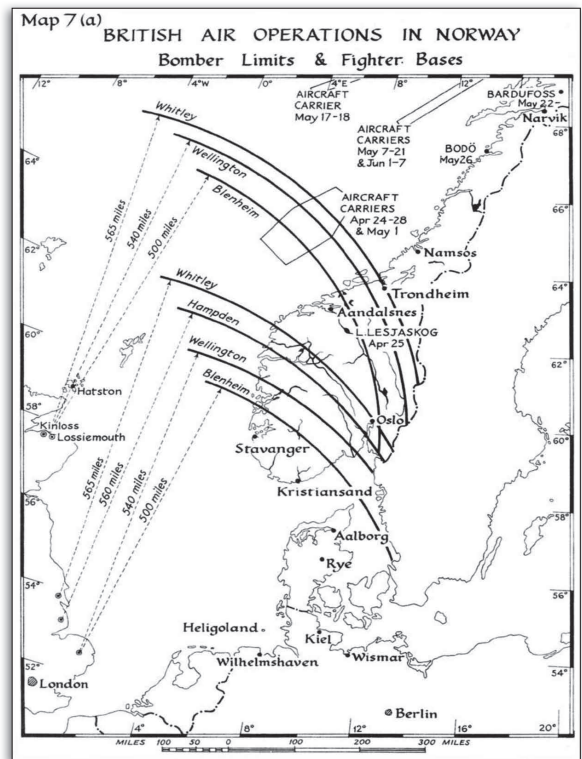 Map 7 (a)
BRITISH AIR OPERATIONS IN NORWAY
Bomber Limits & Fighter Bases
12° 8° 4°W 0° 4°E 8° 12°
AIRCRAFT
CARRIER
May 17-18
BARDUFOSS
May 22-
Narvik
68°
AIRCRAFT
CARRIERS
May 7-21
& Jun 1-7
BODÖ
May 26
Whitley
Wellington
Blenheim
64°
565 miles
540 miles
500 miles
AIRCRAFT
CARRIERS
Apr 24-28
& May 1
66°
62°
Namsos
Whitley
Hampden
Wellington
Blenheim
Trondheim
64°
Aandalsnes
L. LESJASKOG
Apr 25
60°
62°
Hatston
58°
Kinloss
Lossiemouth
Oslo
60°
Stavanger
Kristiansand
565 miles
560 miles
540 miles
500 miles
56°
58°
Aalborg
Rye
56°
54°
Heligoland
Kiel
Wilhelmshaven
Wismar
54°
52°
London
Berlin
4° 8° 12° 16° 20°
MILES 100 50 0 100 200 300 MILES